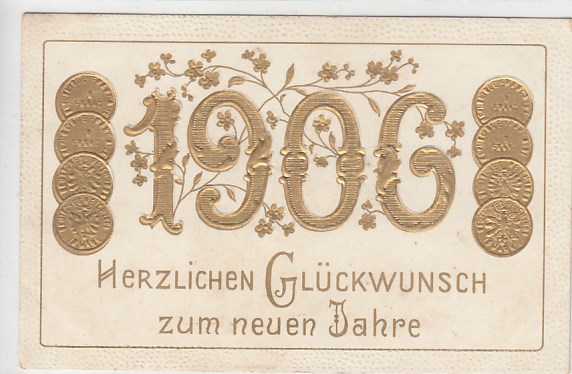 1906
HERZLICHEN GLÜCKWUNSCH
zum neuen Jahre